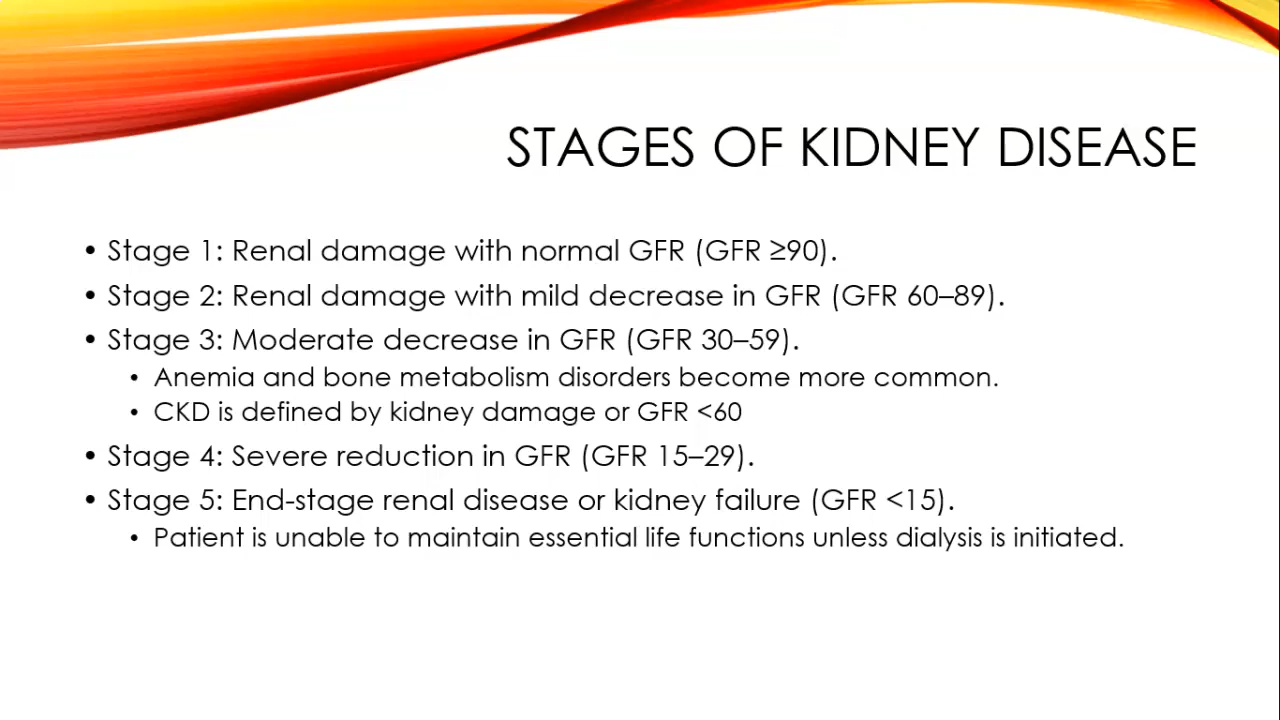 STAGES OF KIDNEY DISEASE
• Stage 1: Renal damage with normal GFR (GFR ≥90).
• Stage 2: Renal damage with mild decrease in GFR (GFR 60–89).
• Stage 3: Moderate decrease in GFR (GFR 30–59).
• Anemia and bone metabolism disorders become more common.
• CKD is defined by kidney damage or GFR <60
• Stage 4: Severe reduction in GFR (GFR 15–29).
• Stage 5: End-stage renal disease or kidney failure (GFR <15).
• Patient is unable to maintain essential life functions unless dialysis is initiated.